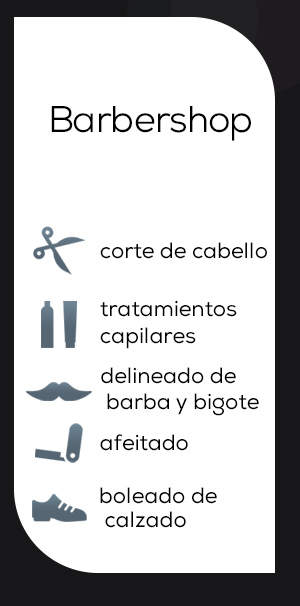 Barbershop
corte de cabello
tratamientos
capilares
delineado de
barba y bigote
afeitado
boleado de
calzado